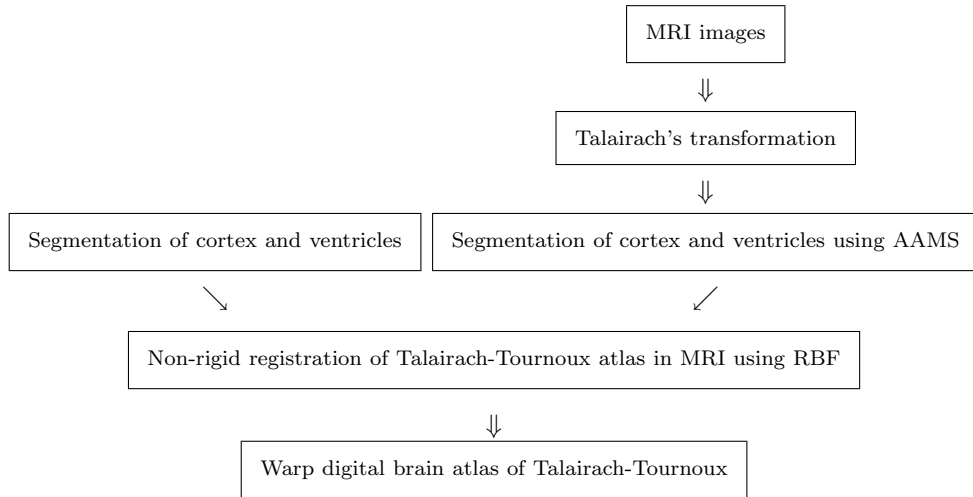 MRI images
Talairach's transformation
Segmentation of cortex and ventricles
Segmentation of cortex and ventricles using AAMS
Non-rigid registration of Talairach-Tournoux atlas in MRI using RBF
Warp digital brain atlas of Talairach-Tournoux